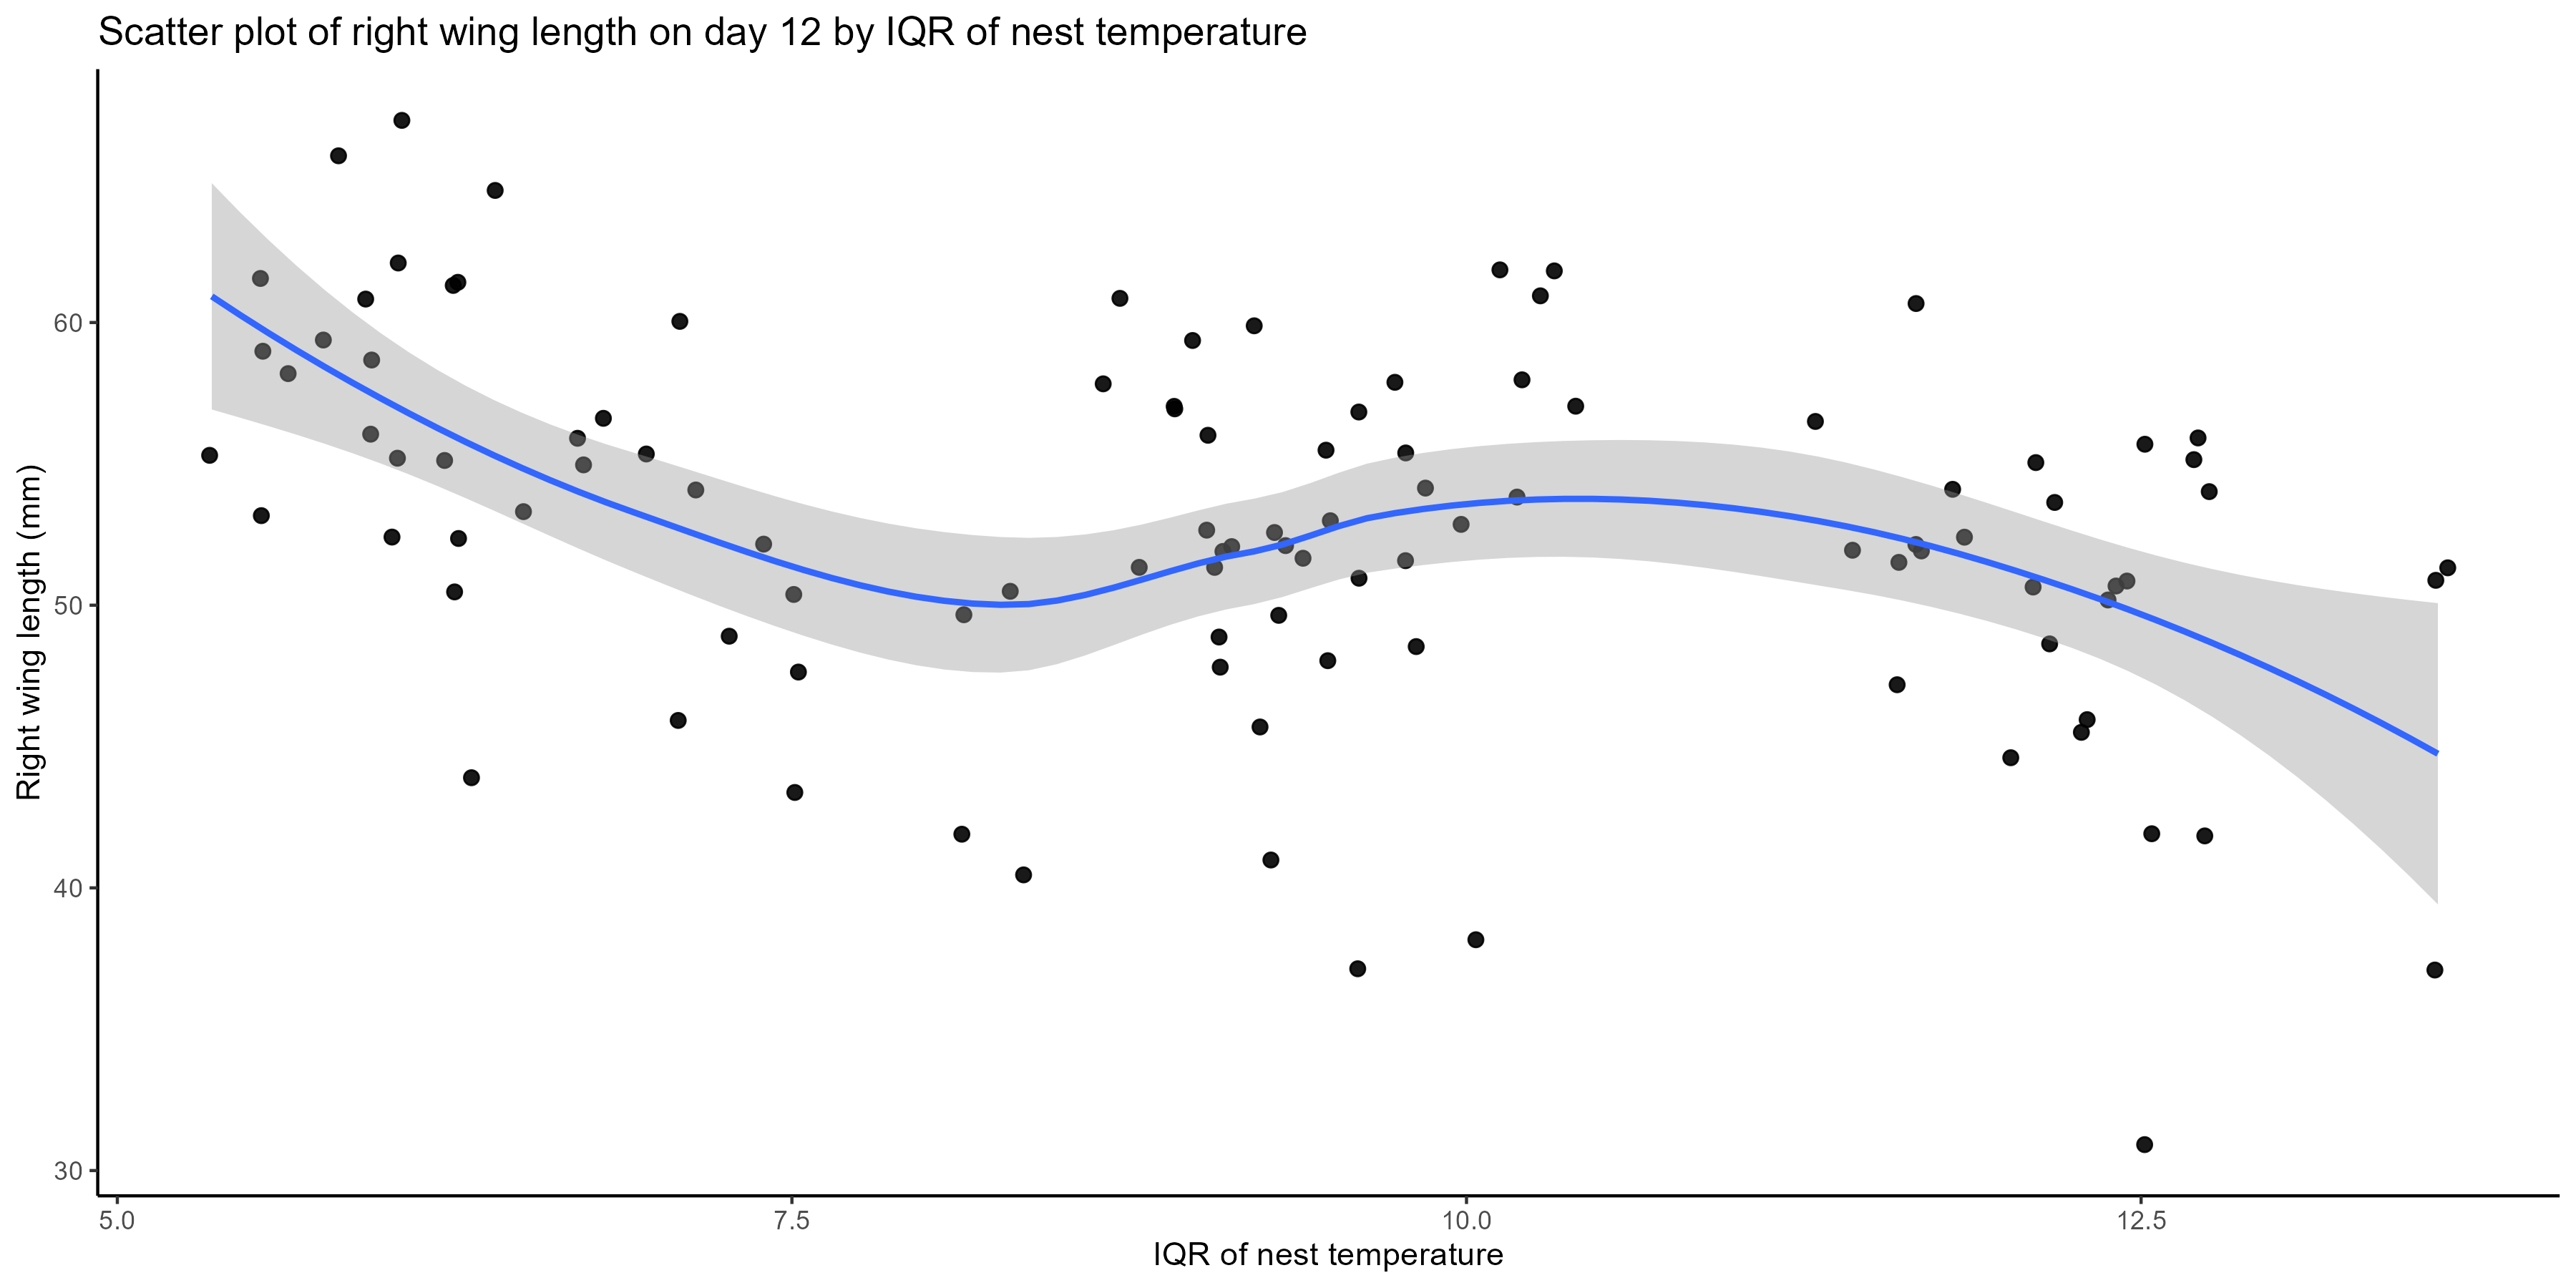 Scatter plot of right wing length on day 12 by IQR of nest temperature
Right wing length (mm)
60
50
40
30
5.0
7.5
10.0
12.5
IQR of nest temperature